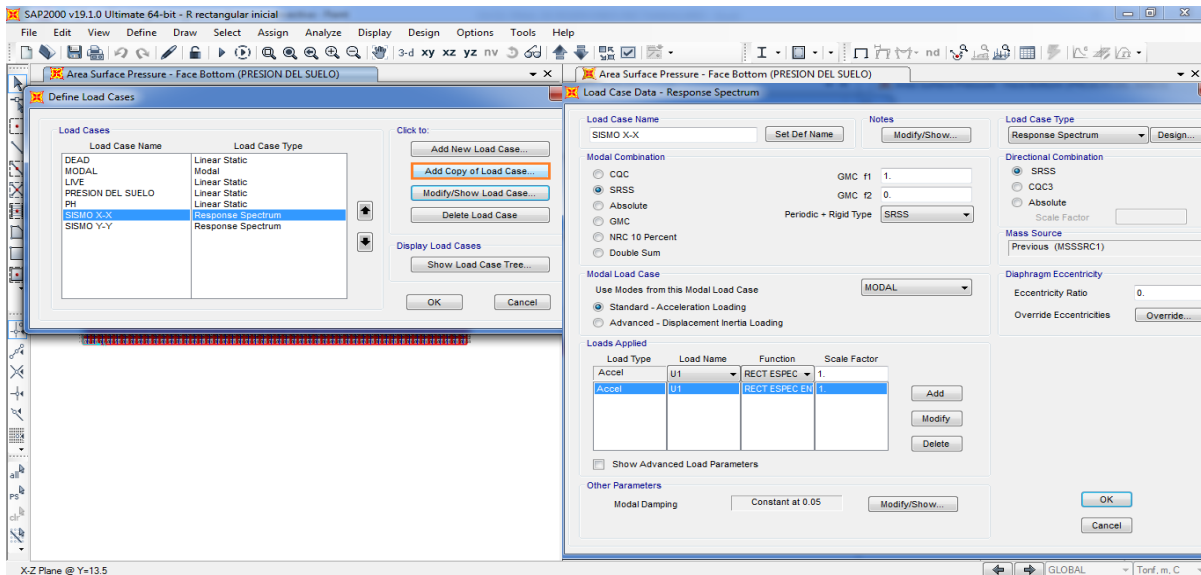 SAP2000 v19.1.0 Ultimate 64-bit - R rectangular inicial
File Edit View Define Draw Select Assign Analyze Display Design Options Tools Help
3-d xy xz yz nv
nd
Area Surface Pressure - Face Bottom (PRESION DEL SUELO)
Define Load Cases
Load Cases
Load Case Name Load Case Type
DEAD Linear Static
MODAL Modal
LIVE Linear Static
PRESION DEL SUELO Linear Static
PH Linear Static
SISMO X-X Response Spectrum
SISMO Y-Y Response Spectrum
Click to:
Add New Load Case...
Add Copy of Load Case...
Modify/Show Load Case...
Delete Load Case
Display Load Cases
Show Load Case Tree...
OK Cancel
all
PS
clr
Area Surface Pressure - Face Bottom (PRESION DEL SUELO)
Load Case Data - Response Spectrum
Load Case Name
SISMO X-X Set Def Name
Notes
Modify/Show...
Load Case Type
Response Spectrum Design...
Modal Combination
CQC
SRSS
Absolute
GMC
NRC 10 Percent
Double Sum
GMC f1 1.
GMC f2 0.
Periodic + Rigid Type SRSS
Directional Combination
SRSS
CQC3
Absolute
Scale Factor
Mass Source
Previous (MSSSRC1)
Modal Load Case
Use Modes from this Modal Load Case MODAL
Standard - Acceleration Loading
Advanced - Displacement Inertia Loading
Diaphragm Eccentricity
Eccentricity Ratio 0.
Override Eccentricities Override...
Loads Applied
Load Type Load Name Function Scale Factor
Accel U1 RECT ESPEC 1.
Accel U1 RECT ESPEC EN 1.
Add
Modify
Delete
Show Advanced Load Parameters
Other Parameters
Modal Damping Constant at 0.05 Modify/Show...
OK
Cancel
X-Z Plane @ Y=13.5
GLOBAL Tonf, m, C